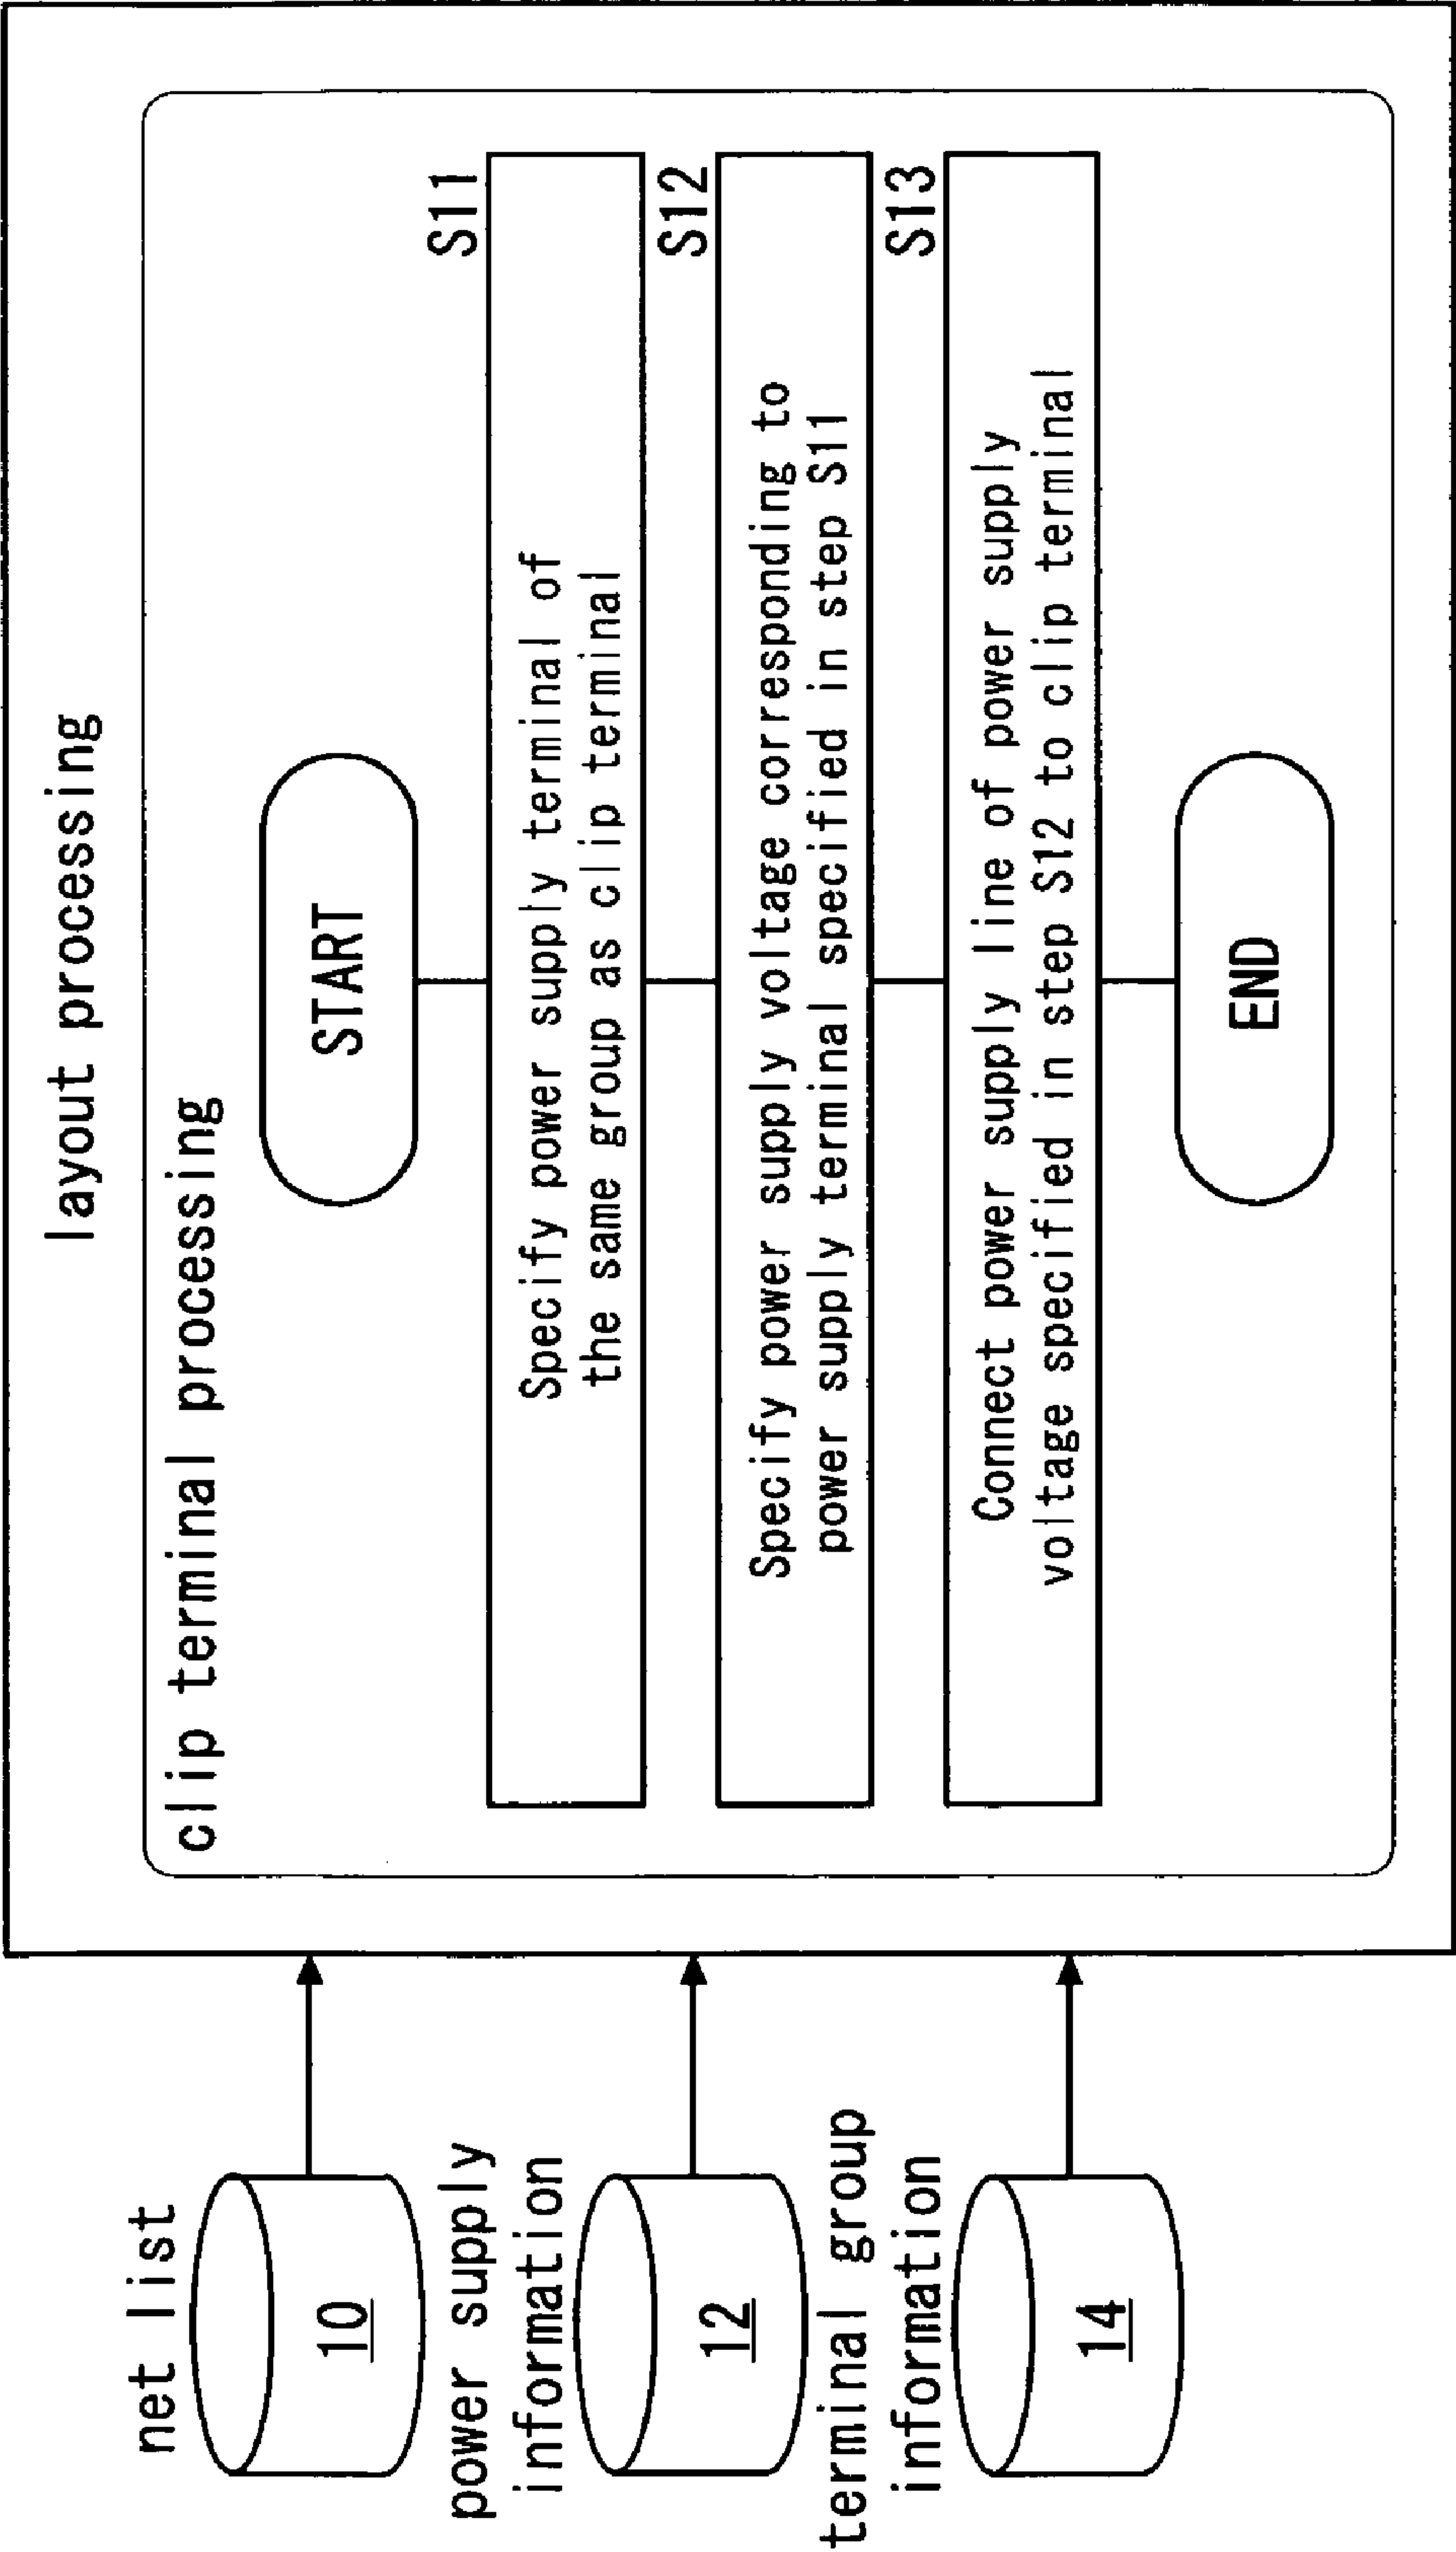 net list
10
power supply
information
12
terminal group
information
14
layout processing
clip terminal processing
START
S11
Specify power supply terminal of
the same group as clip terminal
S12
Specify power supply voltage corresponding to
power supply terminal specified in step S11
S13
Connect power supply line of power supply
voltage specified in step S12 to clip terminal
END